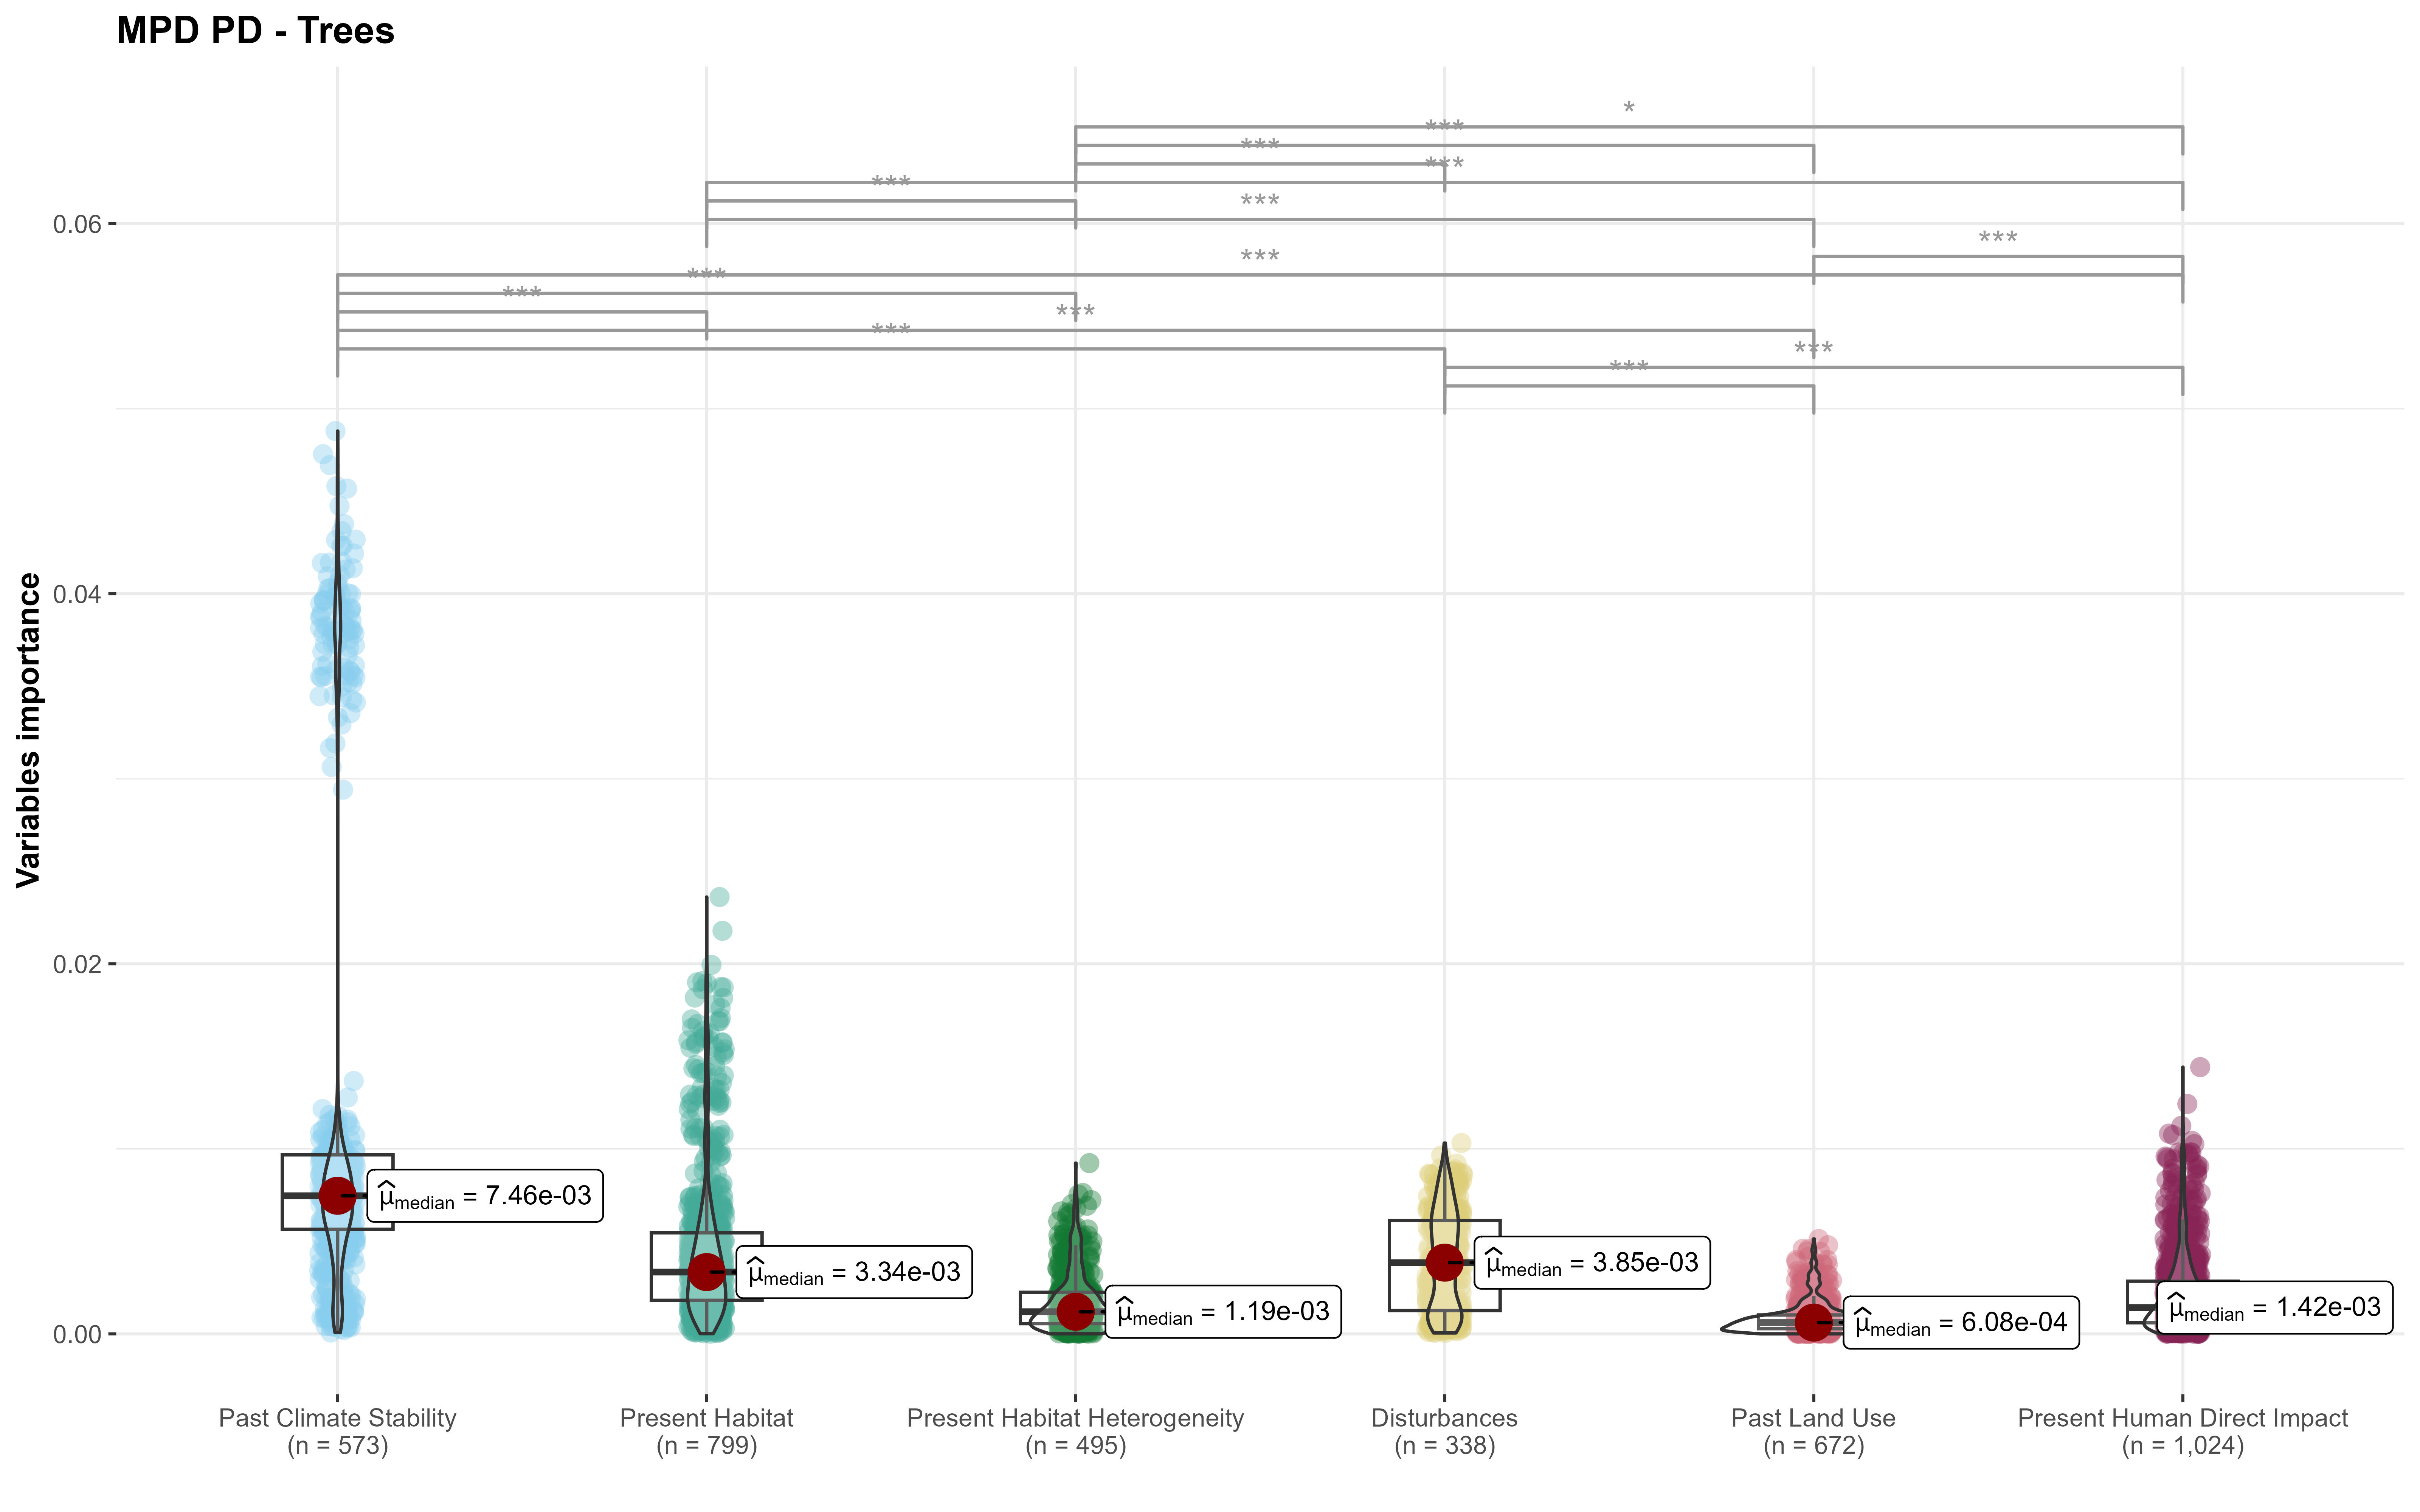 MPD PD - Trees
*
***
***
***
***
***
***
***
***
***
***
***
***
***
0.06
0.04
0.02
0.00
Variables importance
μ̂median = 7.46e-03
μ̂median = 3.34e-03
μ̂median = 1.19e-03
μ̂median = 3.85e-03
μ̂median = 6.08e-04
μ̂median = 1.42e-03
Past Climate Stability
(n = 573)
Present Habitat
(n = 799)
Present Habitat Heterogeneity
(n = 495)
Disturbances
(n = 338)
Past Land Use
(n = 672)
Present Human Direct Impact
(n = 1,024)